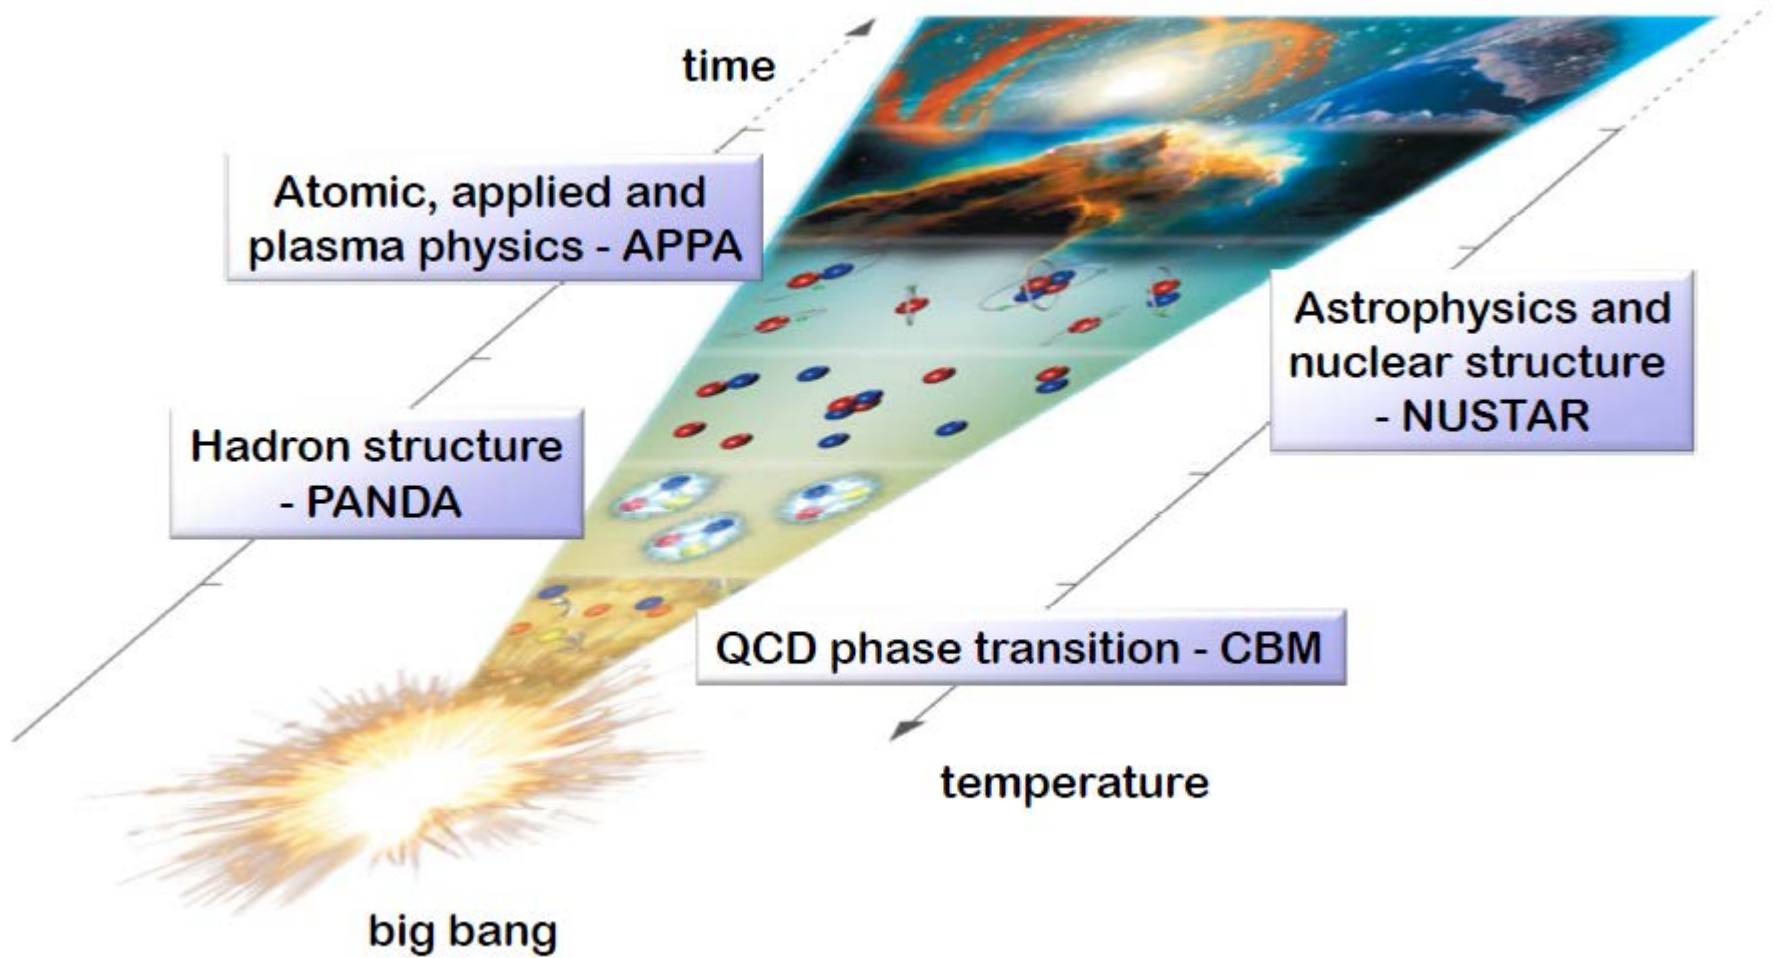 time
Atomic, applied and
plasma physics - APPA
Astrophysics and
nuclear structure
- NUSTAR
Hadron structure
- PANDA
QCD phase transition - CBM
temperature
big bang